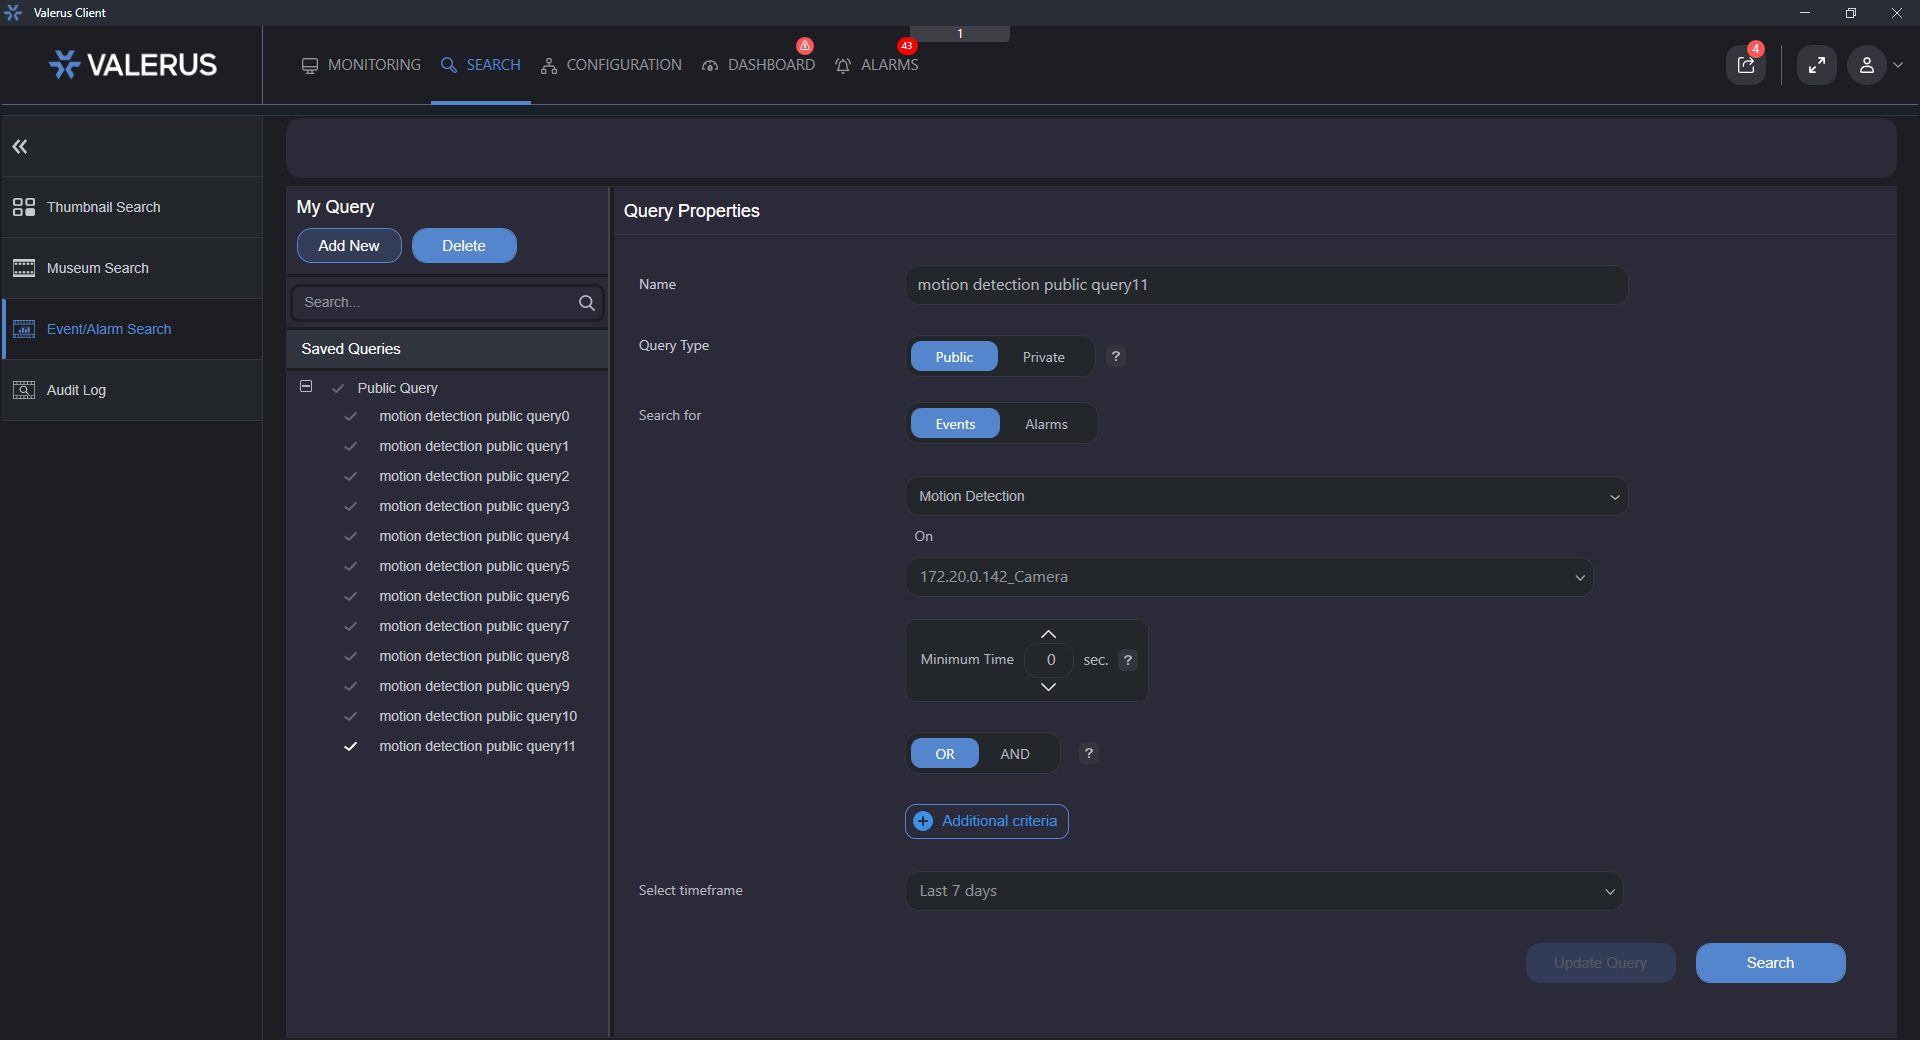 Valerus Client
1
VALERUS
MONITORING
SEARCH
CONFIGURATION
DASHBOARD
43
ALARMS
4
Thumbnail Search
Museum Search
Event/Alarm Search
Audit Log
My Query
Add New
Delete
Search...
Saved Queries
Public Query
motion detection public query0
motion detection public query1
motion detection public query2
motion detection public query3
motion detection public query4
motion detection public query5
motion detection public query6
motion detection public query7
motion detection public query8
motion detection public query9
motion detection public query10
motion detection public query11
Query Properties
Name
motion detection public query11
Query Type
Public
Private
?
Search for
Events
Alarms
Motion Detection
On
172.20.0.142_Camera
Minimum Time
0
sec.
?
OR
AND
?
Additional criteria
Select timeframe
Last 7 days
Update Query
Search